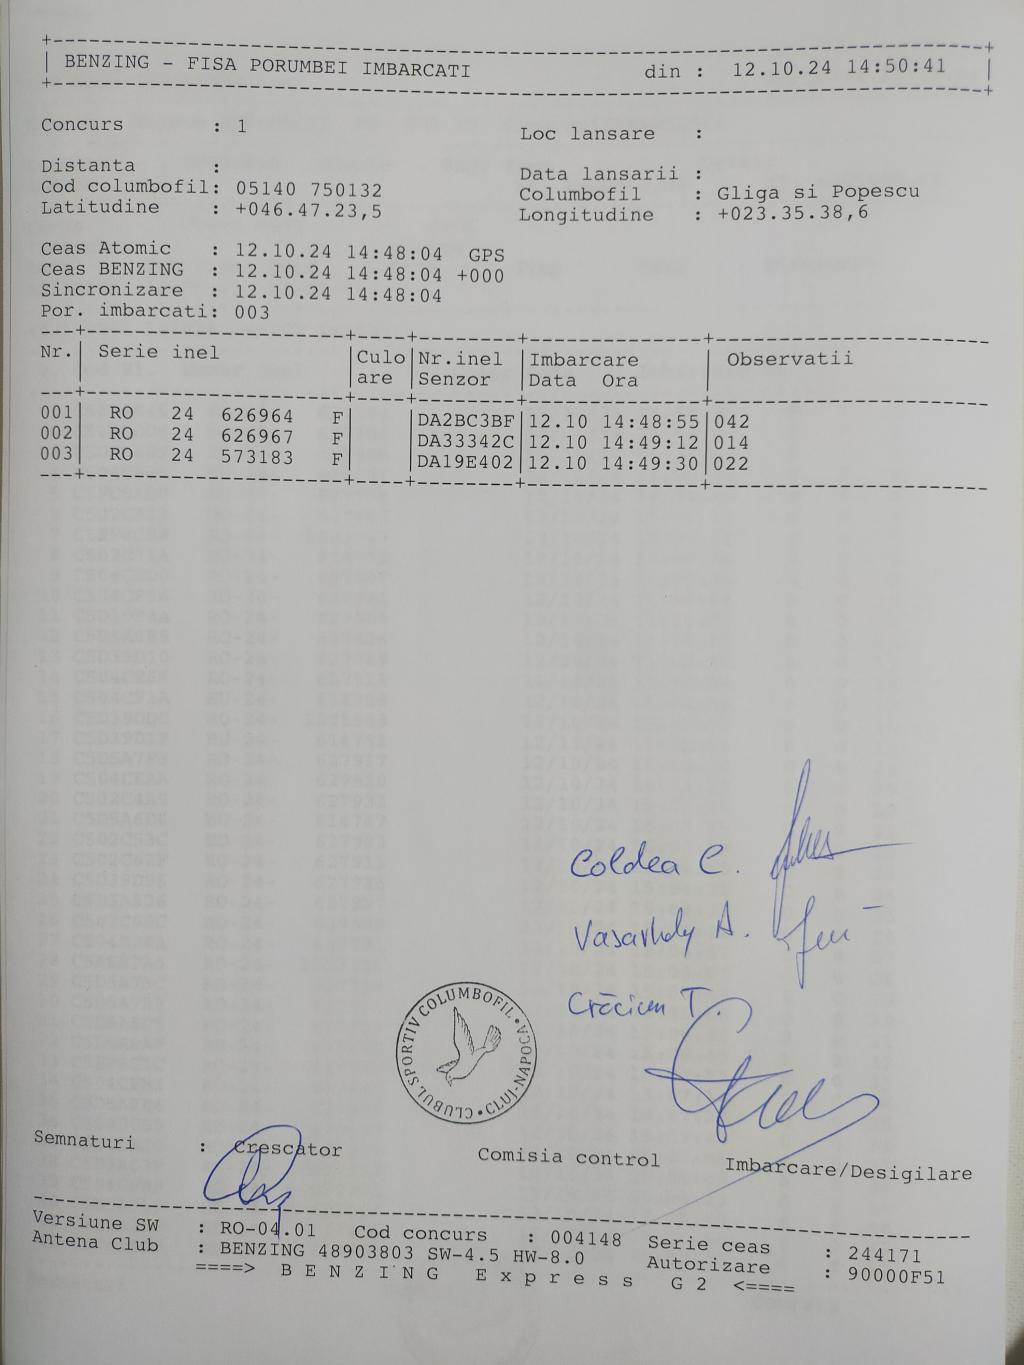 BENZING - FISA PORUMBEI IMBARCATI din : 12.10.24 14:50:41
Concurs : 1 Loc lansare :
Distanta : Data lansarii :
Cod columbofil: 05140 750132 Columbofil : Gliga si Popescu
Latitudine : +046.47.23,5 Longitudine : +023.35.38,6
Ceas Atomic : 12.10.24 14:48:04 GPS
Ceas BENZING : 12.10.24 14:48:04 +000
Sincronizare : 12.10.24 14:48:04
Por. imbarcati: 003
Nr. Serie inel Culo Nr.inel Imbarcare Observatii
are Senzor Data Ora
001 RO 24 626964 F DA2BC3BF 12.10 14:48:55 042
002 RO 24 626967 F DA33342C 12.10 14:49:12 014
003 RO 24 573183 F DA19E402 12.10 14:49:30 022
Coldea C.
Vasarhely A.
Crăciun T.
CLUBUL SPORTIV COLUMBOFIL • CLUJ-NAPOCA •
Semnaturi : Crescator Comisia control Imbarcare/Desigilare
Versiune SW : RO-04.01 Cod concurs : 004148 Serie ceas : 244171
Antena Club : BENZING 48903803 SW-4.5 HW-8.0 Autorizare : 90000F51
====> B E N Z I N G E x p r e s s G 2 <====